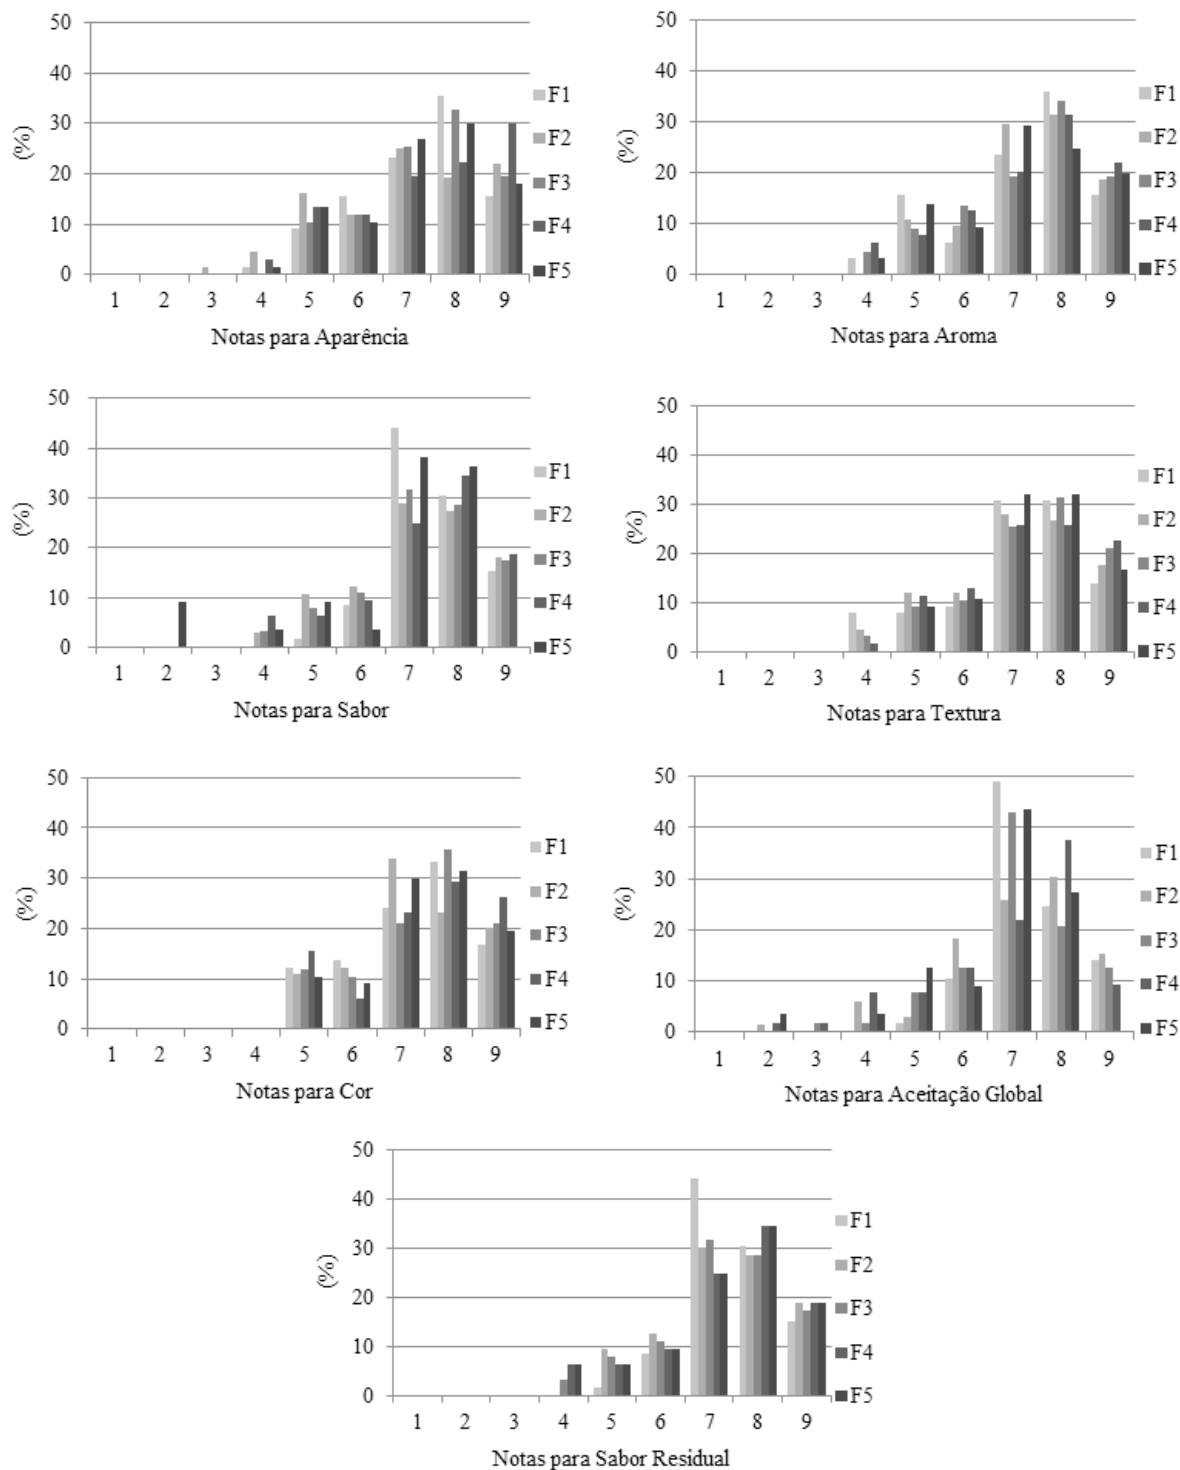 50
40
30
20
10
0
(%)
1 2 3 4 5 6 7 8 9
Notas para Aparência
F1
F2
F3
F4
F5
50
40
30
20
10
0
(%)
1 2 3 4 5 6 7 8 9
Notas para Aroma
F1
F2
F3
F4
F5
50
40
30
20
10
0
(%)
1 2 3 4 5 6 7 8 9
Notas para Sabor
F1
F2
F3
F4
F5
50
40
30
20
10
0
(%)
1 2 3 4 5 6 7 8 9
Notas para Textura
F1
F2
F3
F4
F5
50
40
30
20
10
0
(%)
1 2 3 4 5 6 7 8 9
Notas para Cor
F1
F2
F3
F4
F5
50
40
30
20
10
0
(%)
1 2 3 4 5 6 7 8 9
Notas para Aceitação Global
F1
F2
F3
F4
F5
50
40
30
20
10
0
(%)
1 2 3 4 5 6 7 8 9
Notas para Sabor Residual
F1
F2
F3
F4
F5